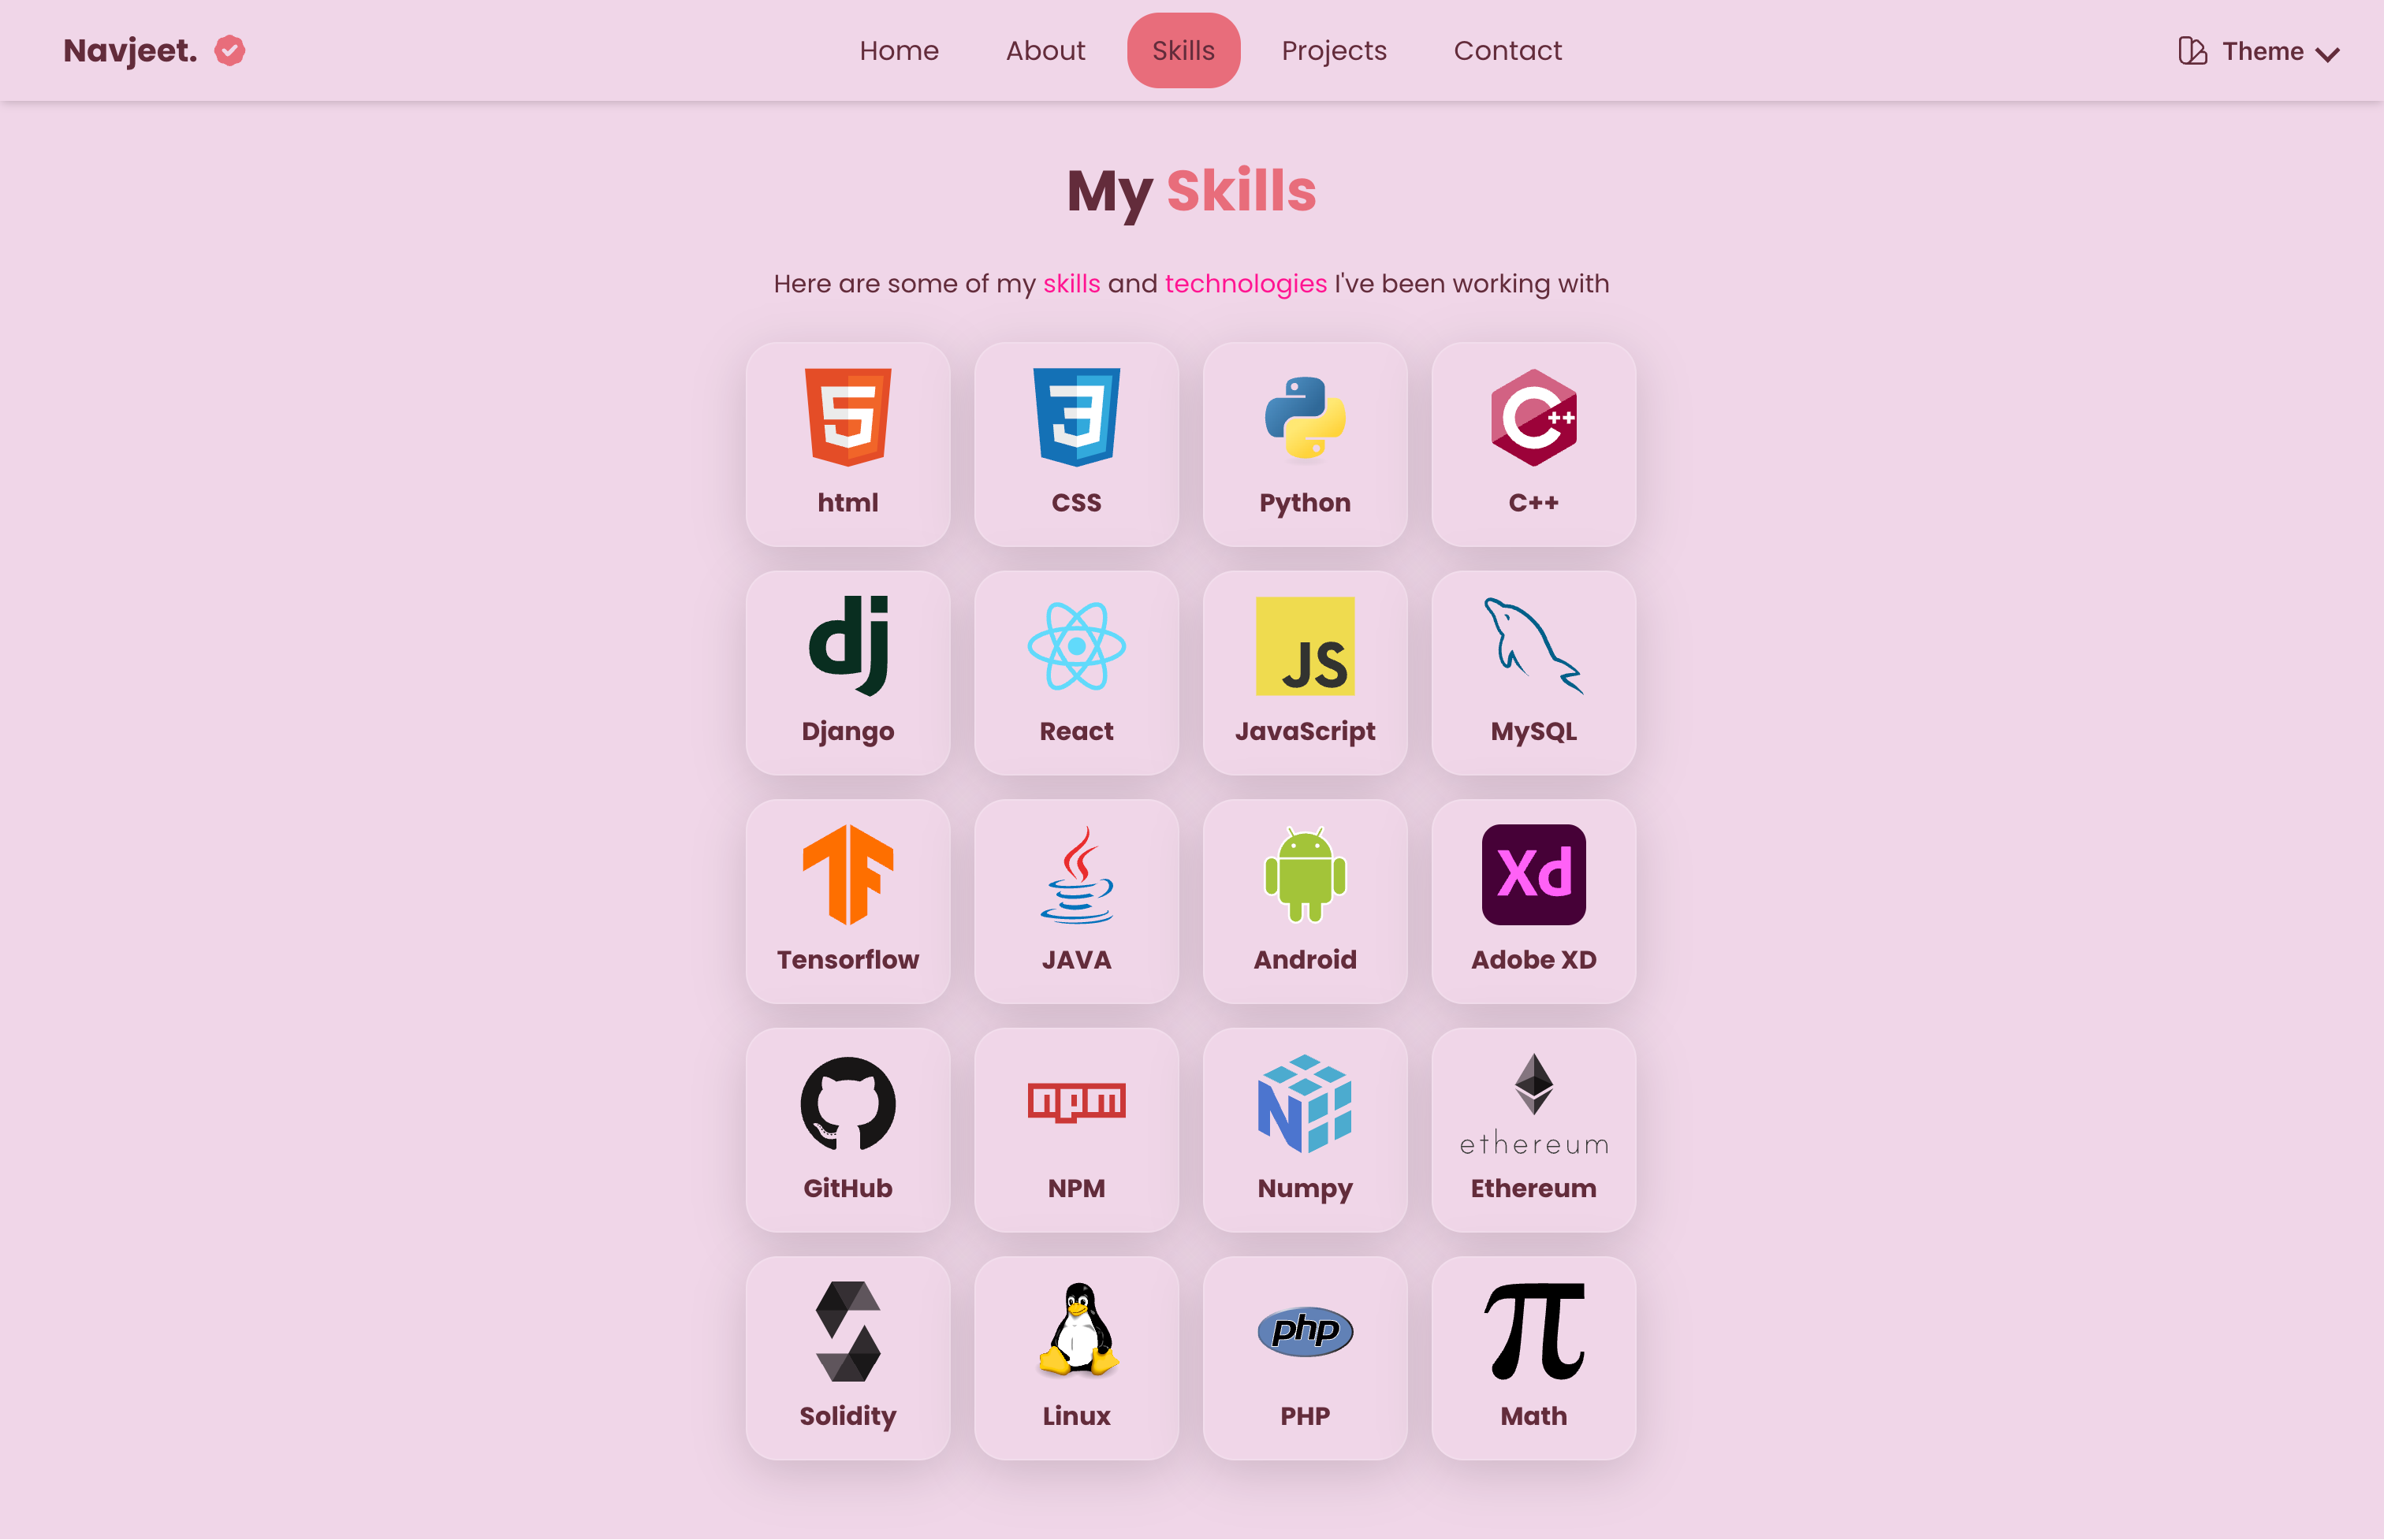 Navjeet.
Home About Skills Projects Contact
Theme
My Skills
Here are some of my skills and technologies I've been working with
5 3 C++
html CSS Python C++
dj JS
Django React JavaScript MySQL
TF Xd
Tensorflow JAVA Android Adobe XD
npm N
ethereum
GitHub NPM Numpy Ethereum
php π
Solidity Linux PHP Math